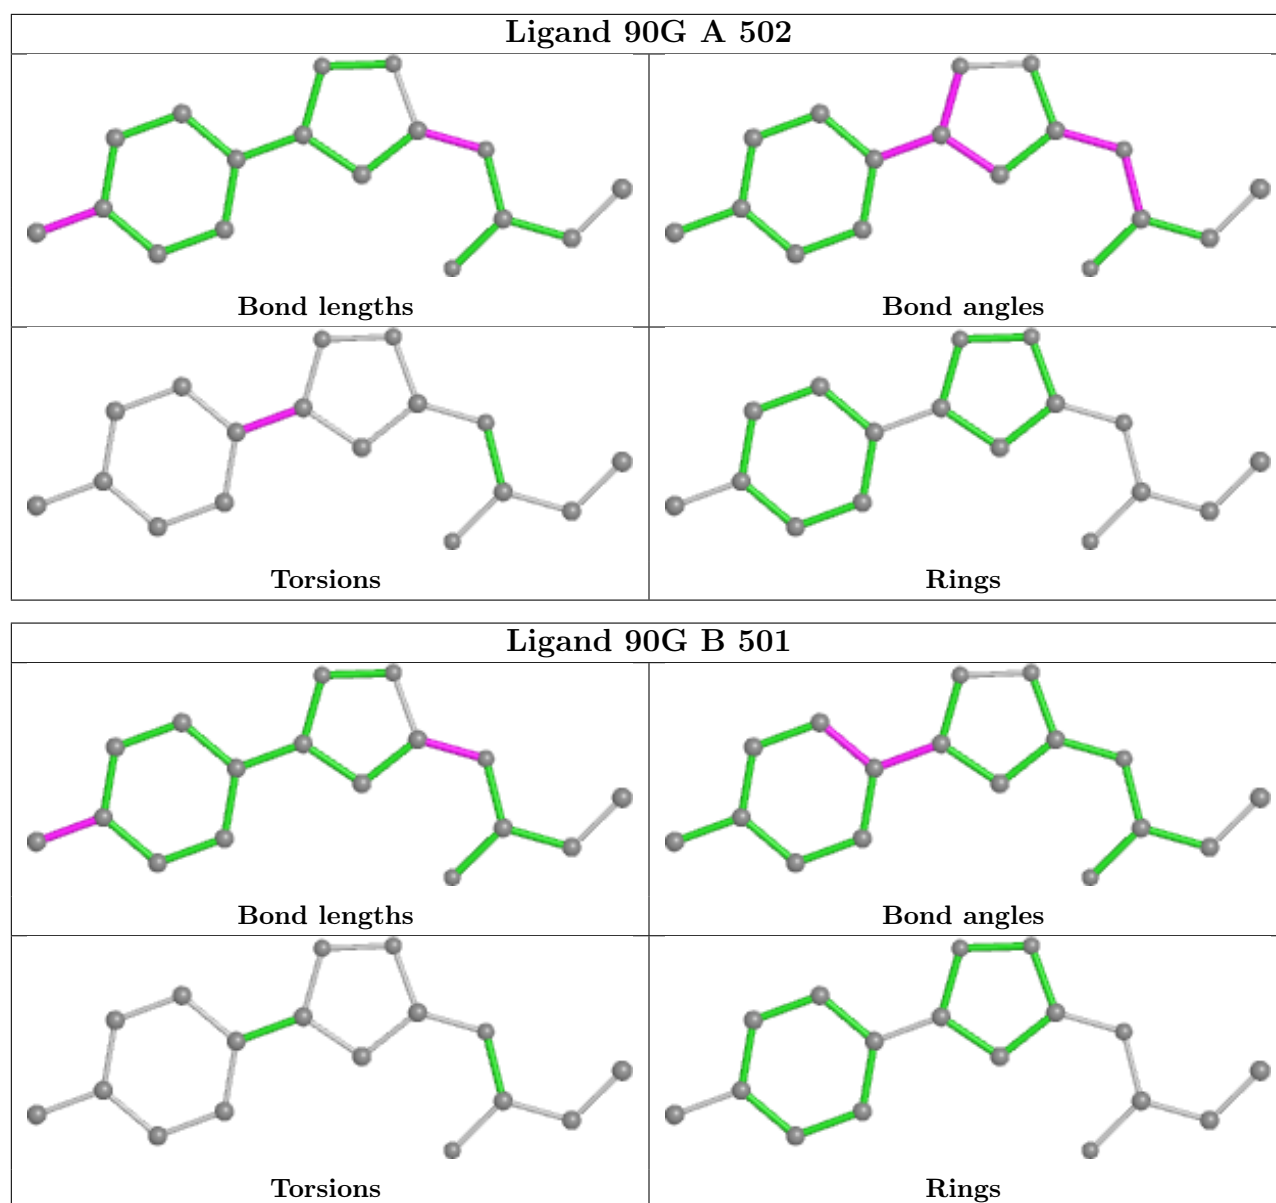 Ligand 90G A 502
Bond lengths
Bond angles
Torsions
Rings
Ligand 90G B 501
Bond lengths
Bond angles
Torsions
Rings